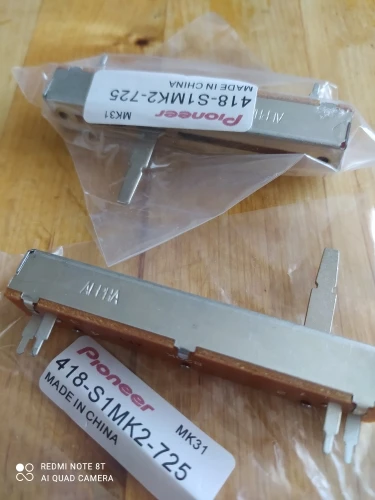 Pioneer
MK31
418-S1MK2-725
MADE IN CHINA
ALPHA
Pioneer
418-S1MK2-725
MK31
MADE IN CHINA
REDMI NOTE 8T
AI QUAD CAMERA